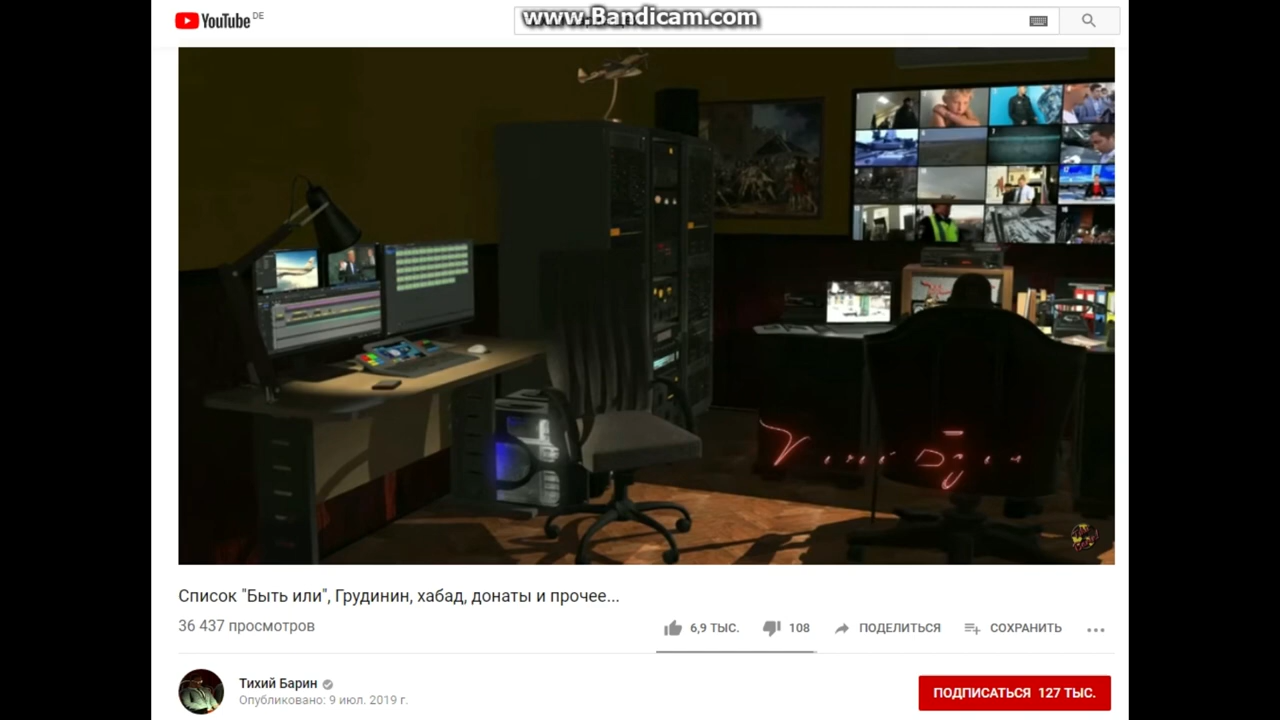 YouTube DE
www.Bandicam.com
Список "Быть или", Грудинин, хабад, донаты и прочее...
36 437 просмотров
6,9 ТЫС. 108 ПОДЕЛИТЬСЯ СОХРАНИТЬ
Тихий Барин
Опубликовано: 9 июл. 2019 г.
ПОДПИСАТЬСЯ 127 ТЫС.